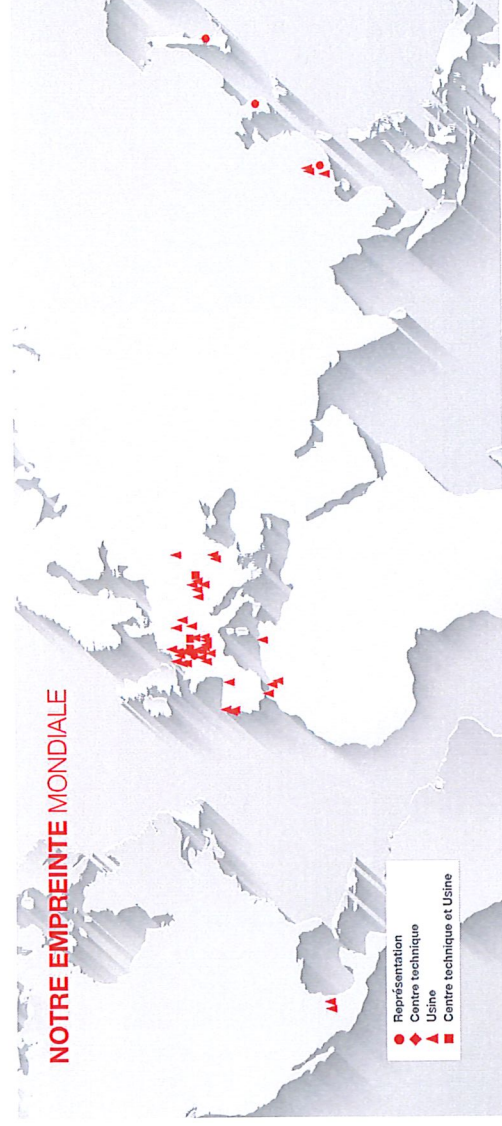 NOTRE EMPREINTE MONDIALE
Représentation
Centre technique
Usine
Centre technique et Usine